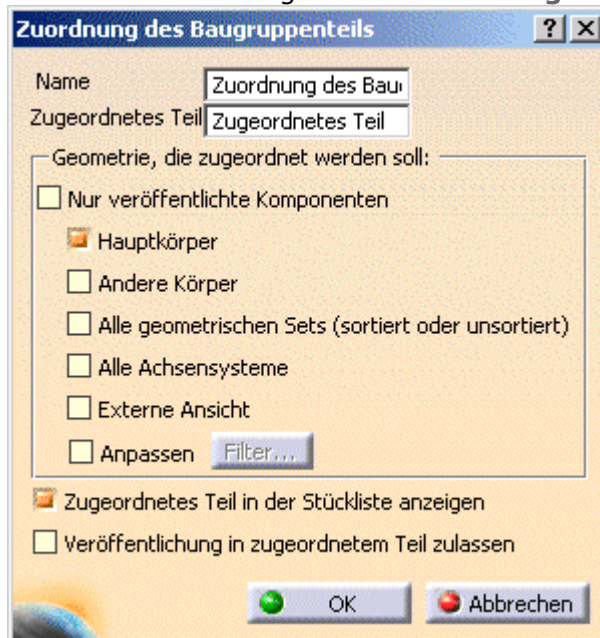 Zuordnung des Baugruppenteils
Name Zuordnung des Bau
Zugeordnetes Teil Zugeordnetes Teil
Geometrie, die zugeordnet werden soll:
Nur veröffentlichte Komponenten
Hauptkörper
Andere Körper
Alle geometrischen Sets (sortiert oder unsortiert)
Alle Achsensysteme
Externe Ansicht
Anpassen Filter...
Zugeordnetes Teil in der Stückliste anzeigen
Veröffentlichung in zugeordnetem Teil zulassen
OK Abbrechen